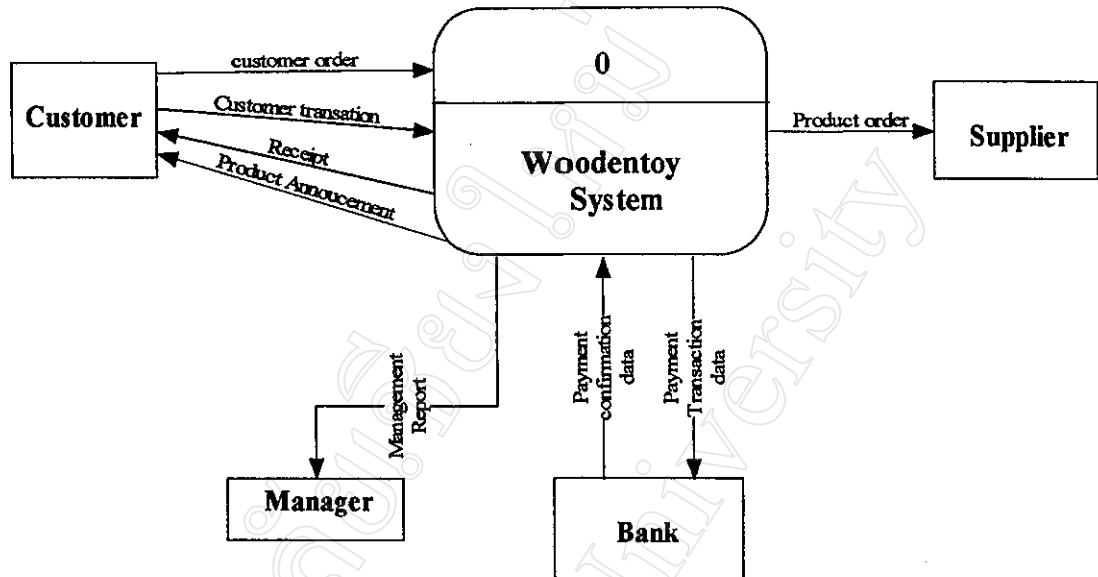 customer order
0
Customer
Customer transation
Receipt
Product Annoucement
Woodentoy
System
Product order
Supplier
Management
Report
Payment
confirmation
data
Payment
Transaction
data
Manager
Bank
University